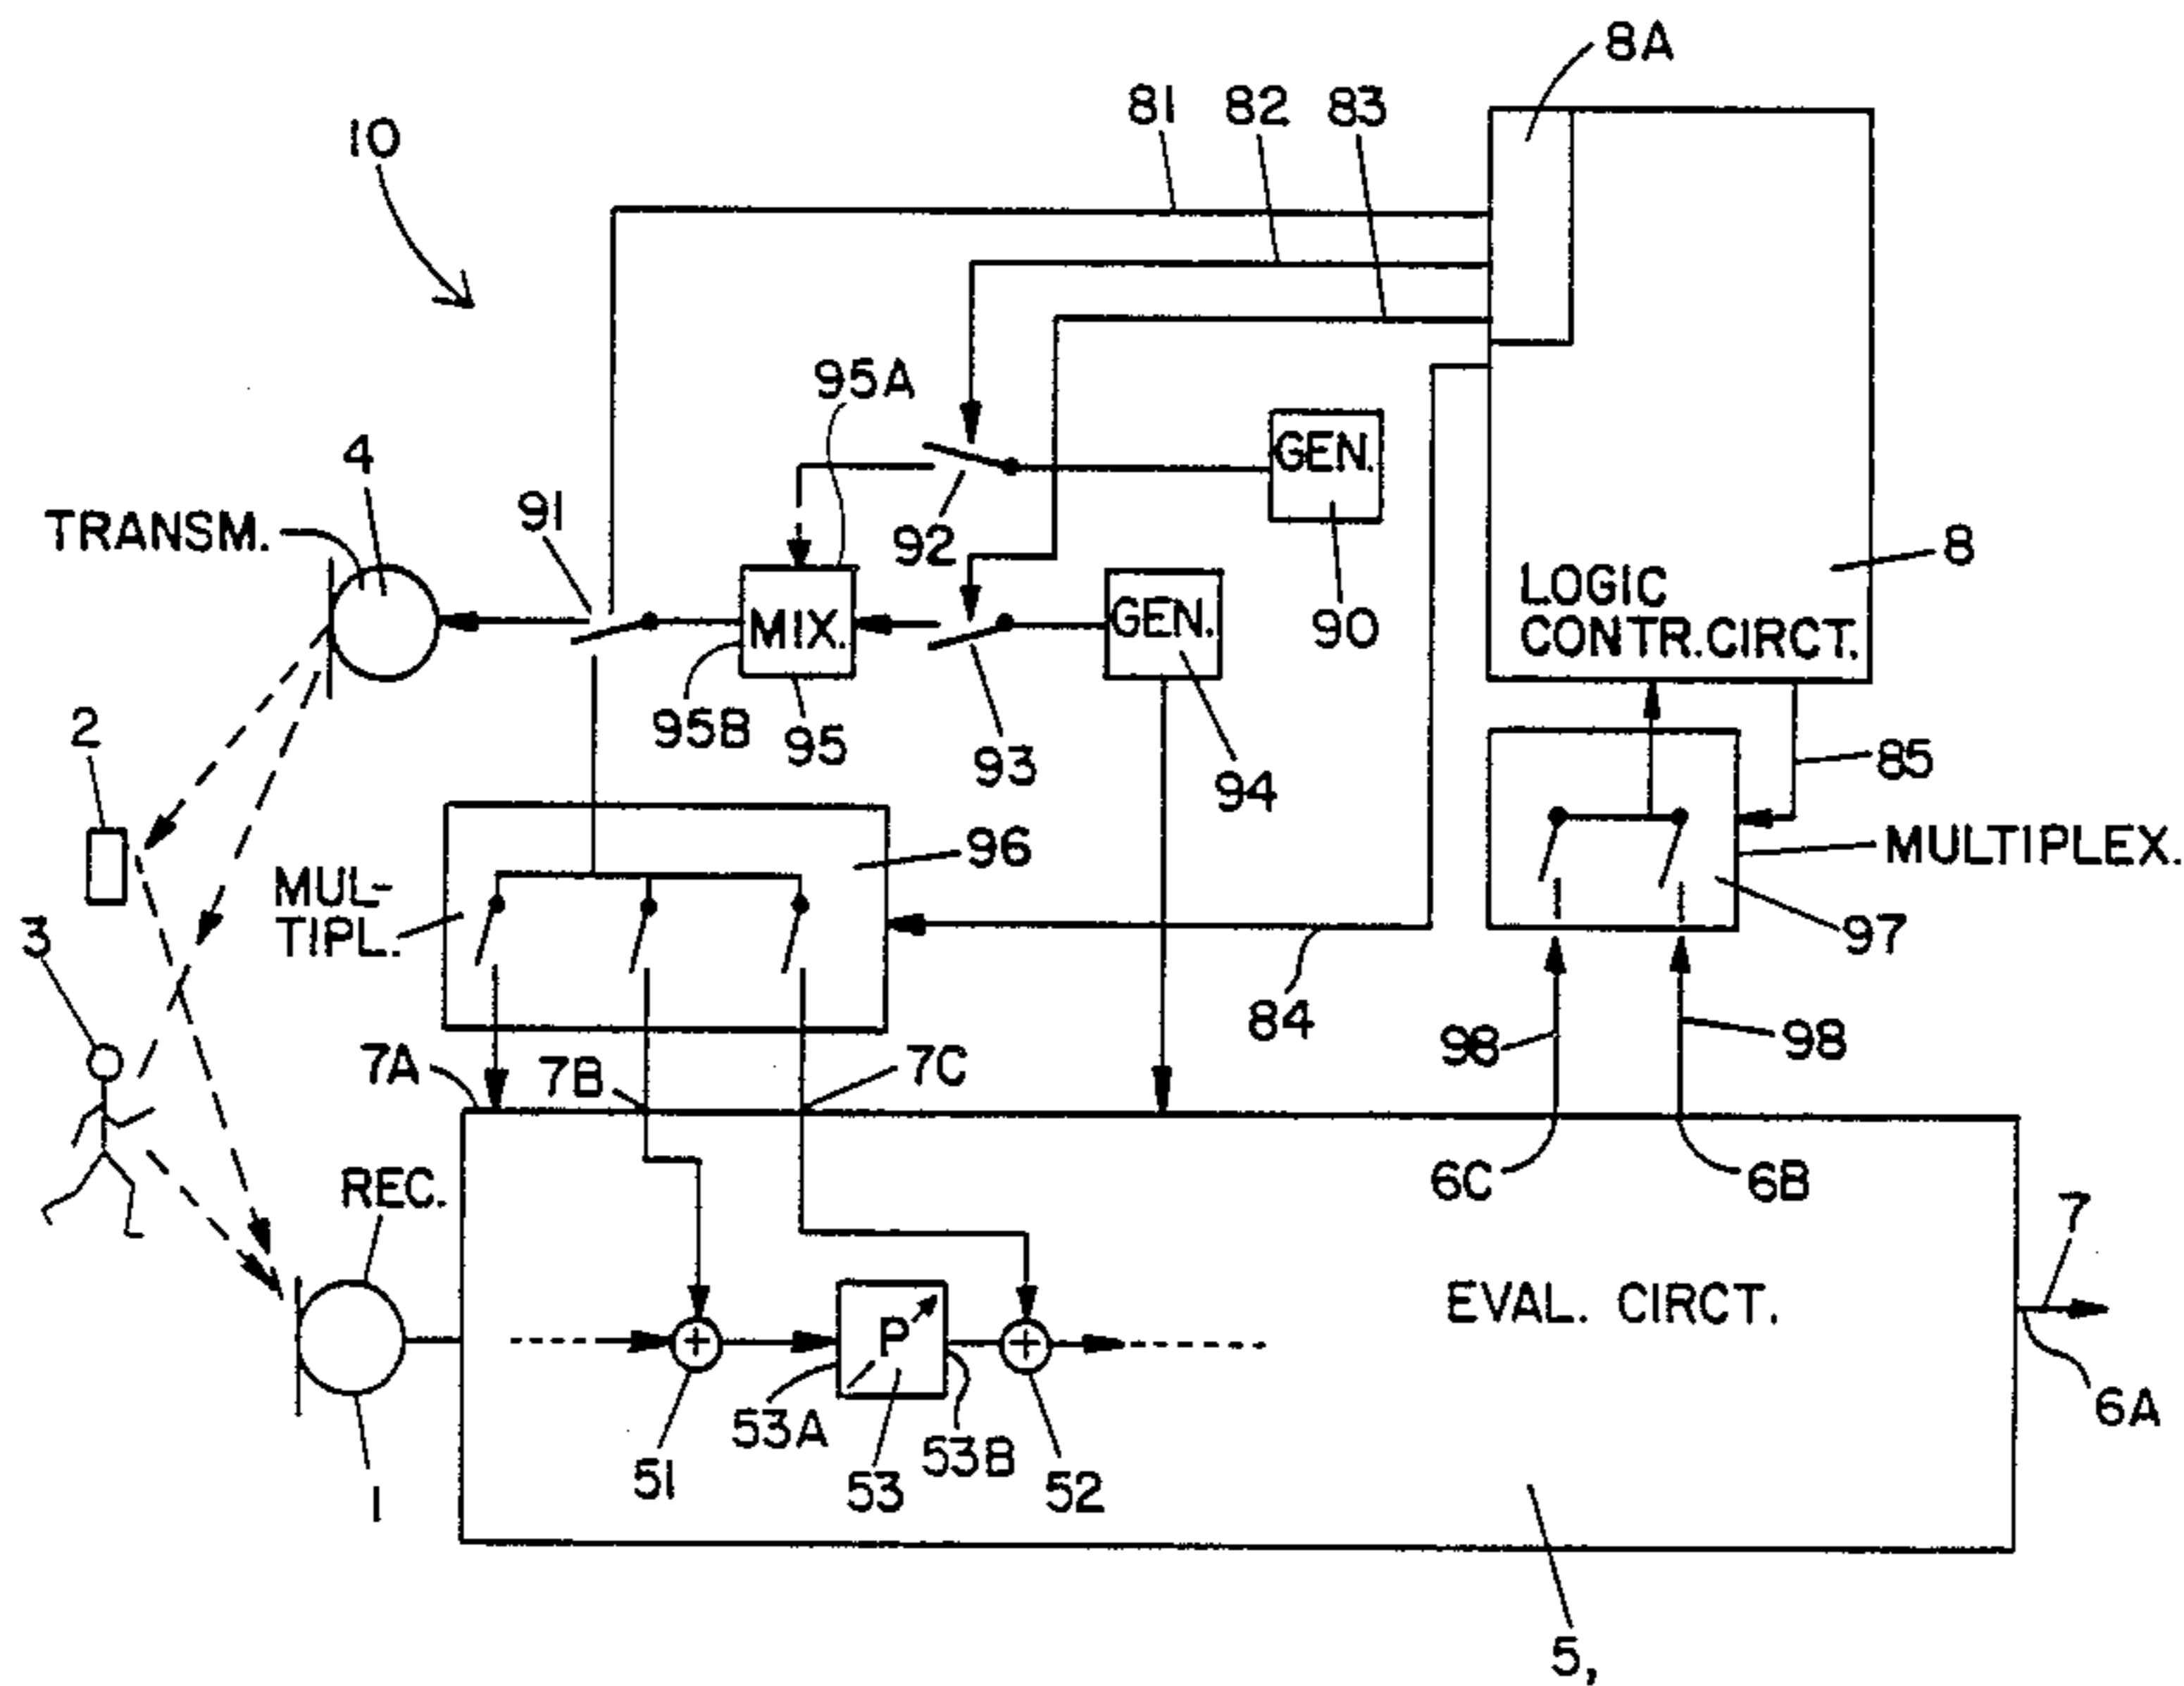 8A
81 82 83
10
95A
4
GEN.
91
TRANSM.
92
8
LOGIC
CONTR.CIRCT.
MIX.
GEN.
90
2
95B
95
93
94
85
96
MULTIPLEX.
MUL-
TIPL.
3
97
84
98
98
7A
7B
7C
REC.
6C
6B
7
EVAL. CIRCT.
P
53A
53B
6A
51
53
52
1
5,